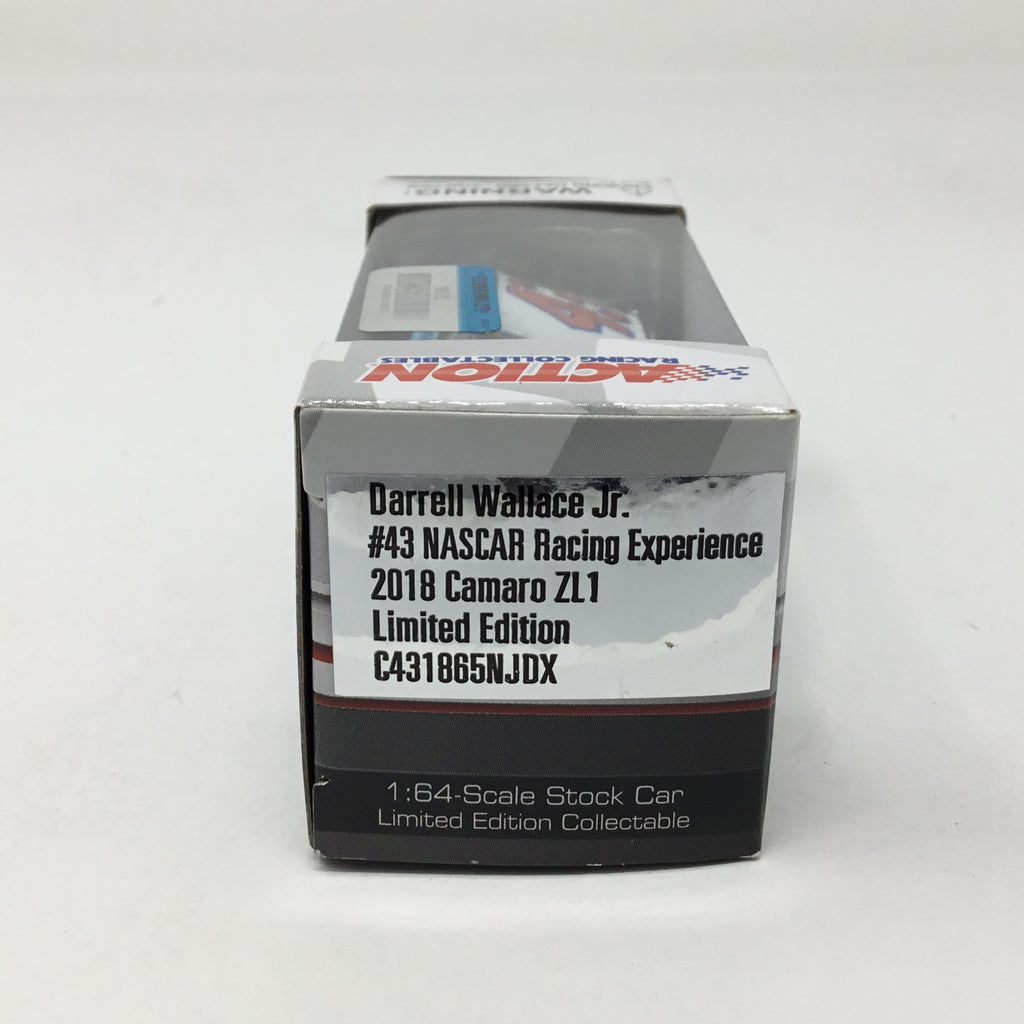 WARNING:
ACTION
RACING COLLECTABLES
Darrell Wallace Jr.
#43 NASCAR Racing Experience
2018 Camaro ZL1
Limited Edition
C431865NJDX
1:64-Scale Stock Car
Limited Edition Collectable